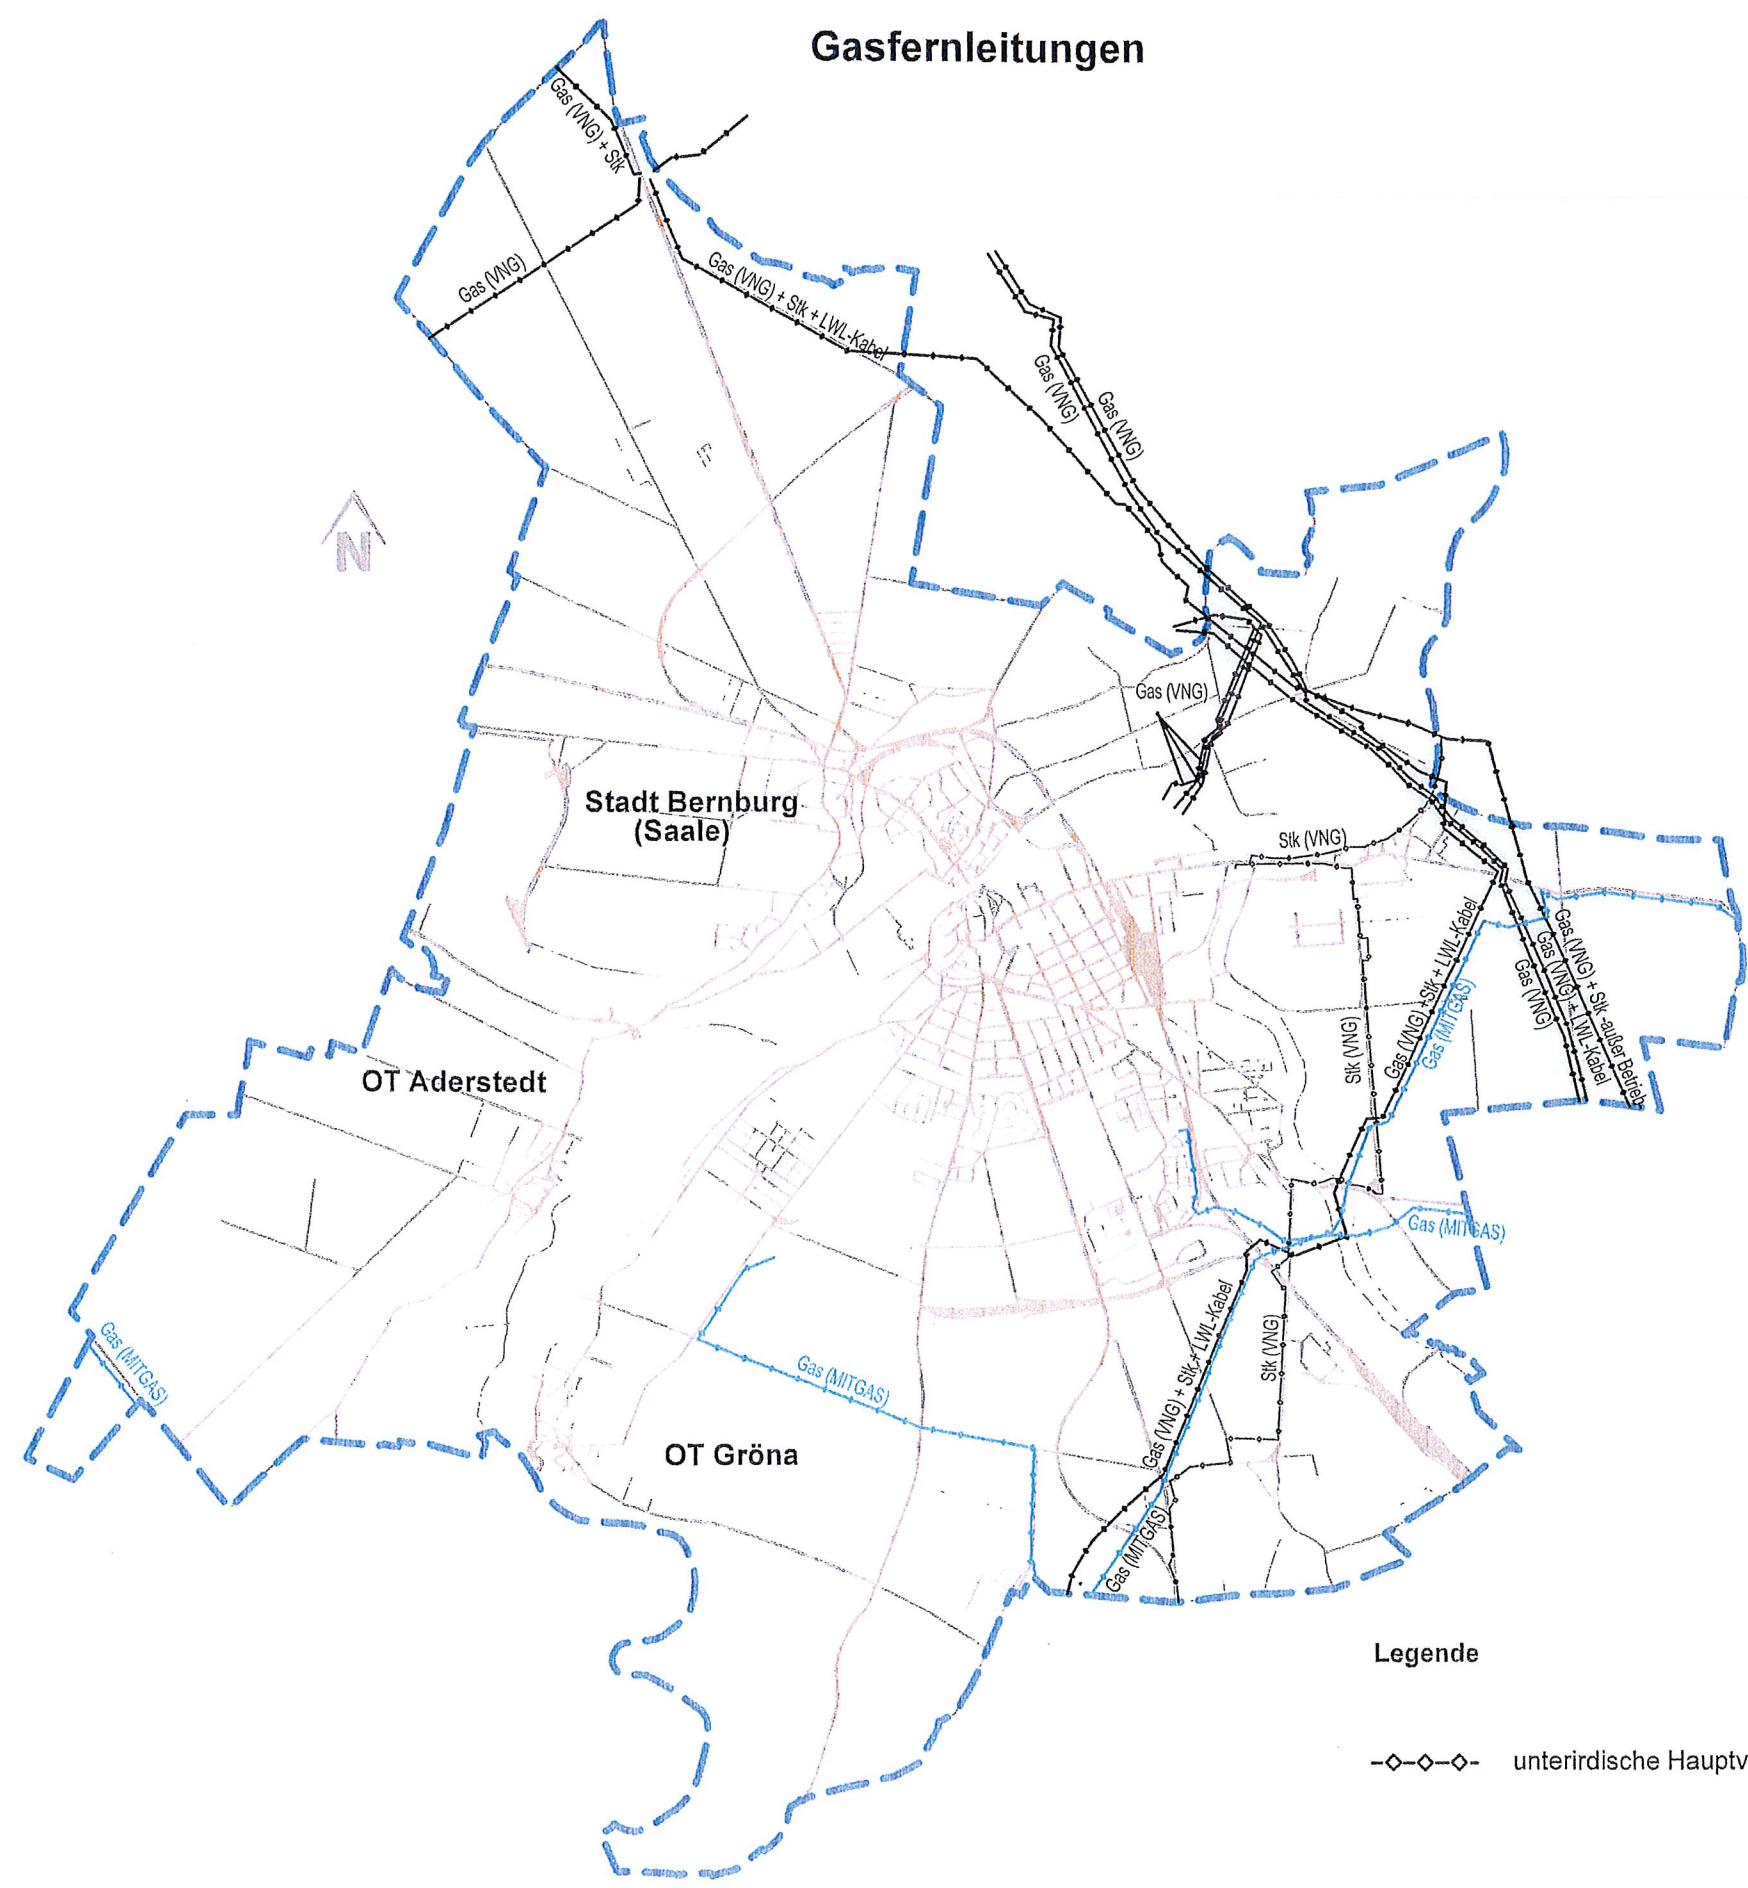 Gasfernleitungen
Gas (VNG) + Stk
Gas (VNG)
Gas (VNG) + Stk + LWL-Kabel
Gas (VNG)
Gas (VNG)
N
Gas (VNG)
Stadt Bernburg
(Saale)
Stk (VNG)
Gas (VNG) +Stk + LWL-Kabel
Gas (MITGAS)
Gas (VNG)
Gas (VNG) + LWL-Kabel
Gas (VNG) + Stk -außer Betrieb
Stk (VNG)
OT Aderstedt
Gas (MITGAS)
Gas (MITGAS)
Gas (MITGAS)
Gas (VNG) + Stk + LWL-Kabel
Stk (VNG)
OT Gröna
Gas (MITGAS)
Legende
unterirdische Hauptv